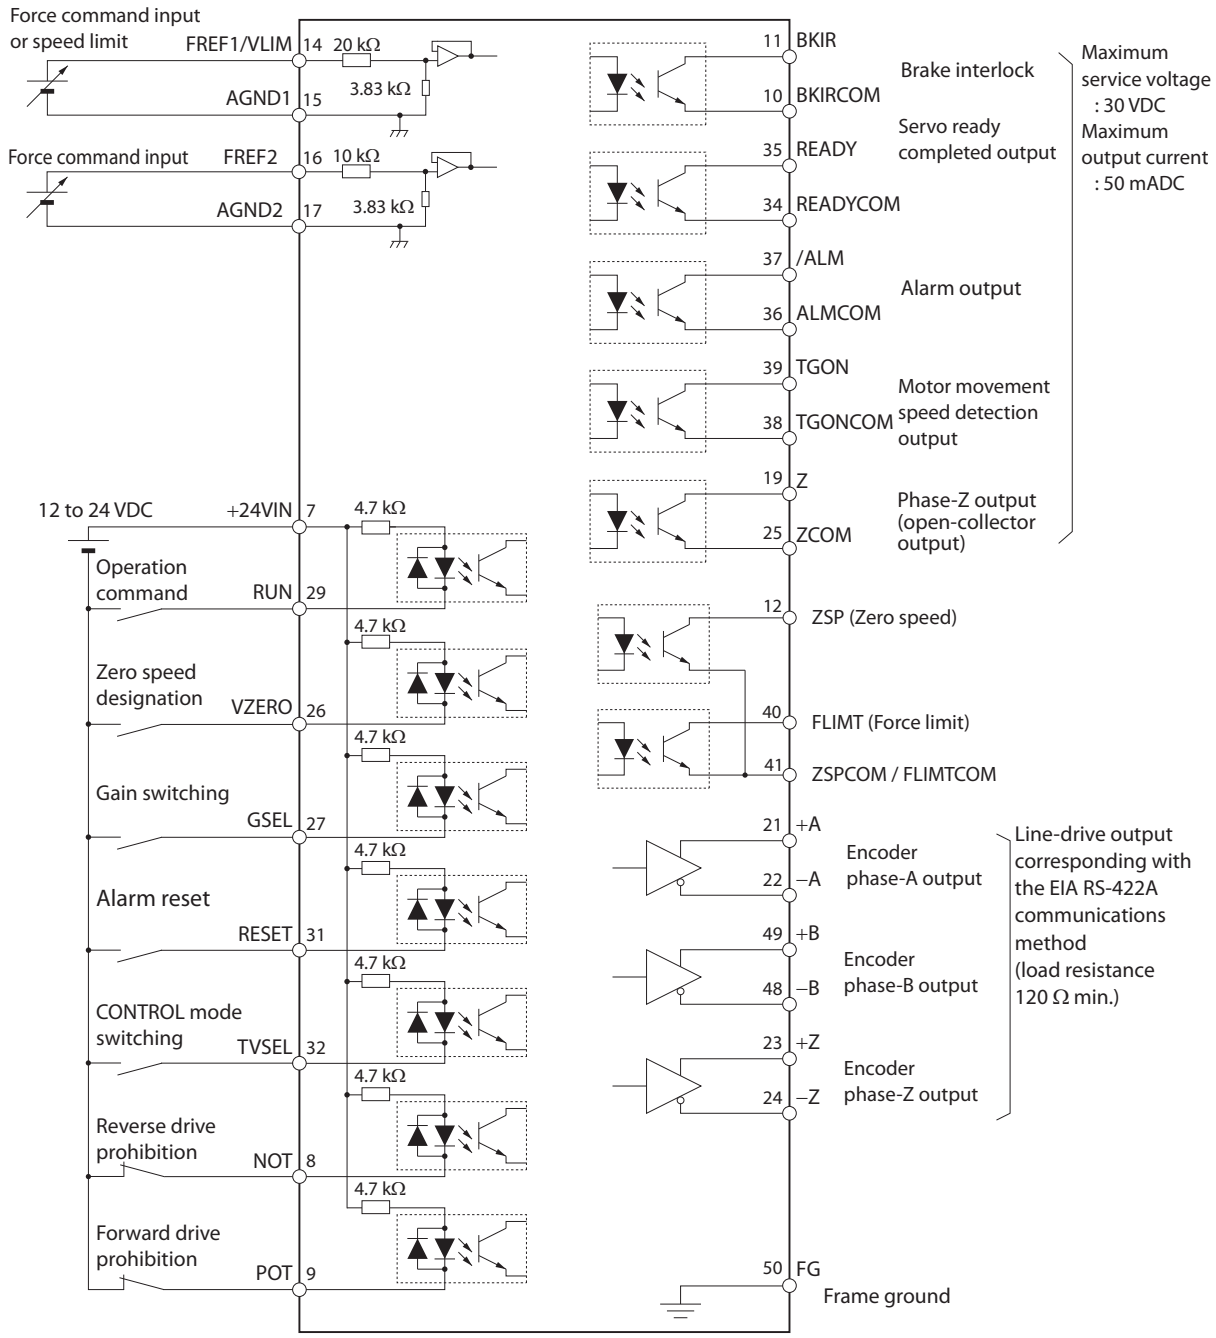 Force command input
or speed limit
FREF1/VLIM 14 20 kΩ
3.83 kΩ
AGND1 15
Force command input FREF2 16 10 kΩ
3.83 kΩ
AGND2 17
12 to 24 VDC +24VIN 7 4.7 kΩ
Operation
command
RUN 29
4.7 kΩ
Zero speed
designation
VZERO 26
4.7 kΩ
Gain switching
GSEL 27
4.7 kΩ
Alarm reset
RESET 31
4.7 kΩ
CONTROL mode
switching
TVSEL 32
4.7 kΩ
Reverse drive
prohibition
NOT 8
4.7 kΩ
Forward drive
prohibition
POT 9
11 BKIR
Brake interlock
10 BKIRCOM
Servo ready
completed output
35 READY
34 READYCOM
37 /ALM
Alarm output
36 ALMCOM
39 TGON
Motor movement
speed detection
output
38 TGONCOM
19 Z
Phase-Z output
(open-collector
output)
25 ZCOM
Maximum
service voltage
: 30 VDC
Maximum
output current
: 50 mADC
12 ZSP (Zero speed)
40 FLIMT (Force limit)
41 ZSPCOM / FLIMTCOM
21 +A
Encoder
phase-A output
22 −A
49 +B
Encoder
phase-B output
48 −B
23 +Z
Encoder
phase-Z output
24 −Z
Line-drive output
corresponding with
the EIA RS-422A
communications
method
(load resistance
120 Ω min.)
50 FG
Frame ground